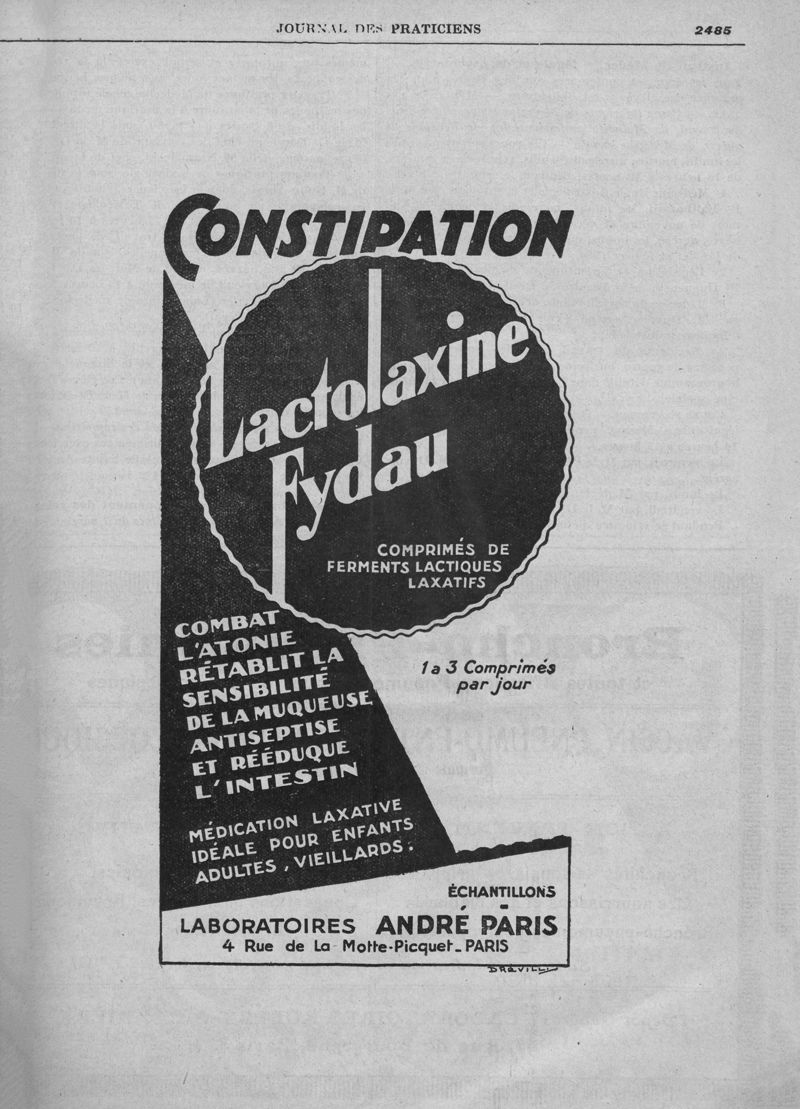 JOURNAL DES PRATICIENS
2485
CONSTIPATION
Lactolaxine
Fydau
COMPRIMÉS DE
FERMENTS LACTIQUES
LAXATIFS
COMBAT
L'ATONIE
RÉTABLIT LA
SENSIBILITÉ
DE LA MUQUEUSE
ANTISEPTISE
ET RÉÉDUQUE
L'INTESTIN
1 a 3 Comprimés
par jour
MÉDICATION LAXATIVE
IDÉALE POUR ENFANTS
ADULTES, VIEILLARDS.
ÉCHANTILLONS
LABORATOIRES ANDRÉ PARIS
4 Rue de La Motte-Picquet_PARIS